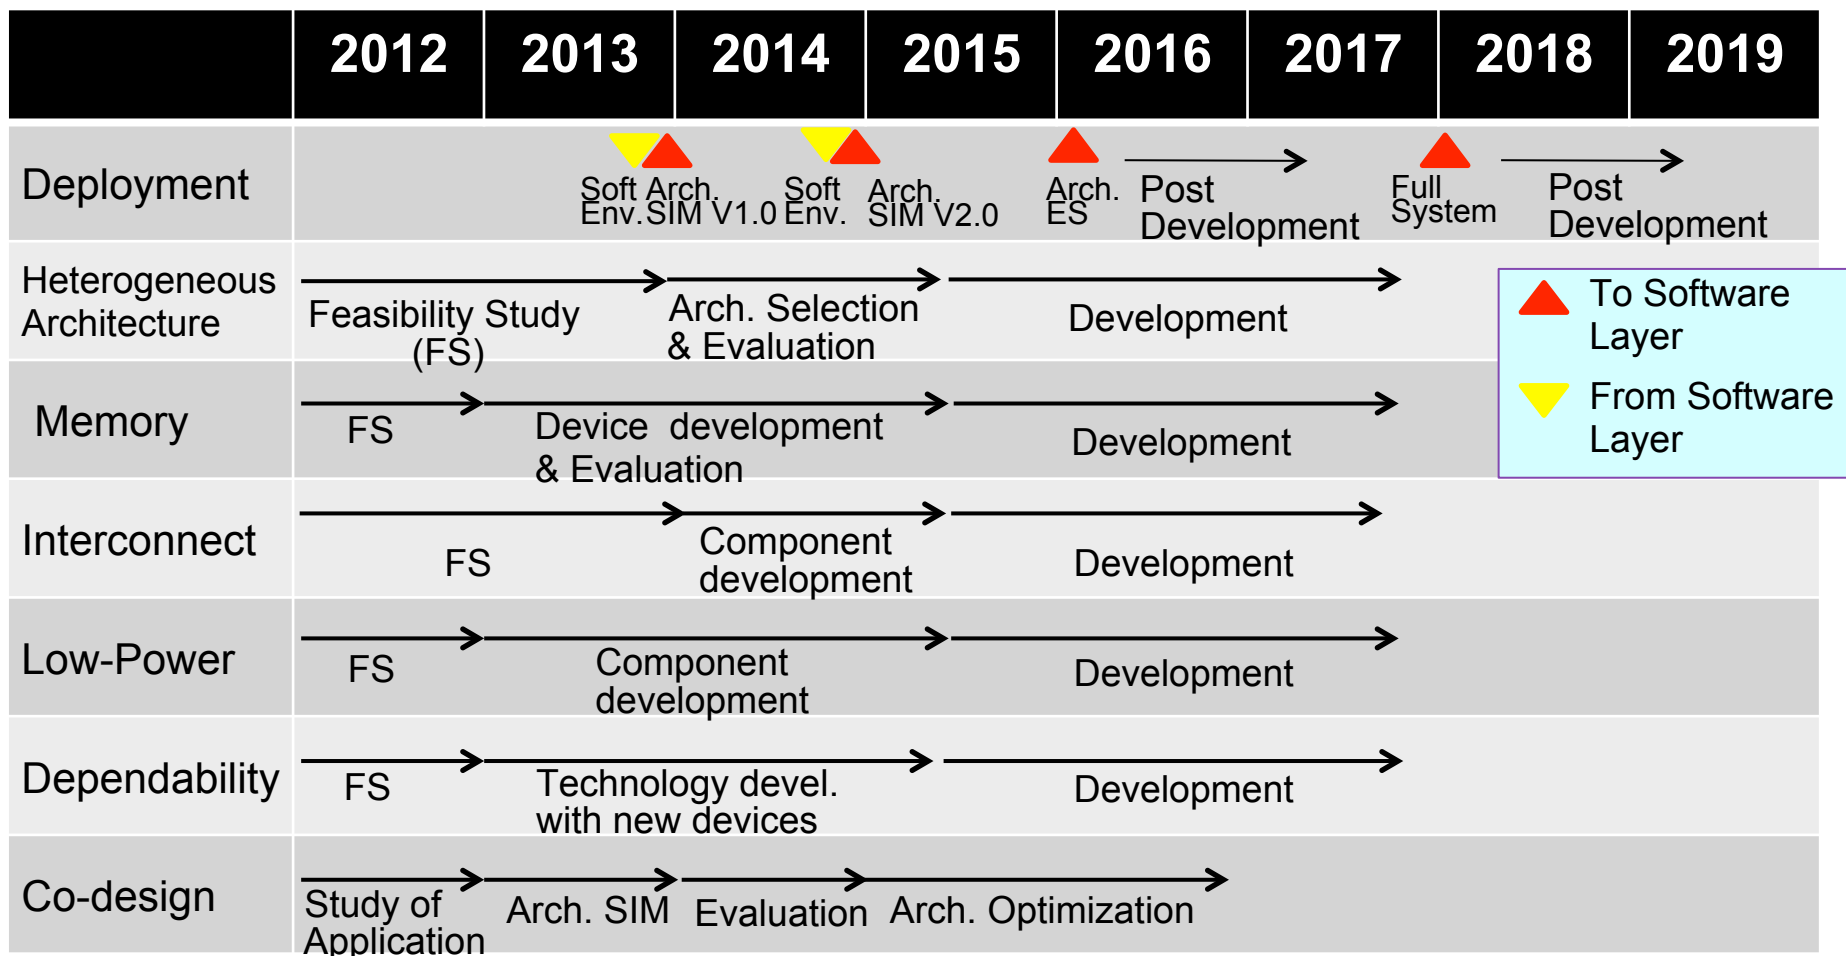 2012 2013 2014 2015 2016 2017 2018 2019
Deployment
Soft
Env.
Arch.
SIM V1.0
Soft
Env.
Arch.
SIM V2.0
Arch.
ES
Post
Development
Full
System
Post
Development
Heterogeneous
Architecture
Feasibility Study
(FS)
Arch. Selection
& Evaluation
Development
To Software
Layer
From Software
Layer
Memory
FS
Device development
& Evaluation
Development
Interconnect
FS
Component
development
Development
Low-Power
FS
Component
development
Development
Dependability
FS
Technology devel.
with new devices
Development
Co-design
Study of
Application
Arch. SIM
Evaluation
Arch. Optimization